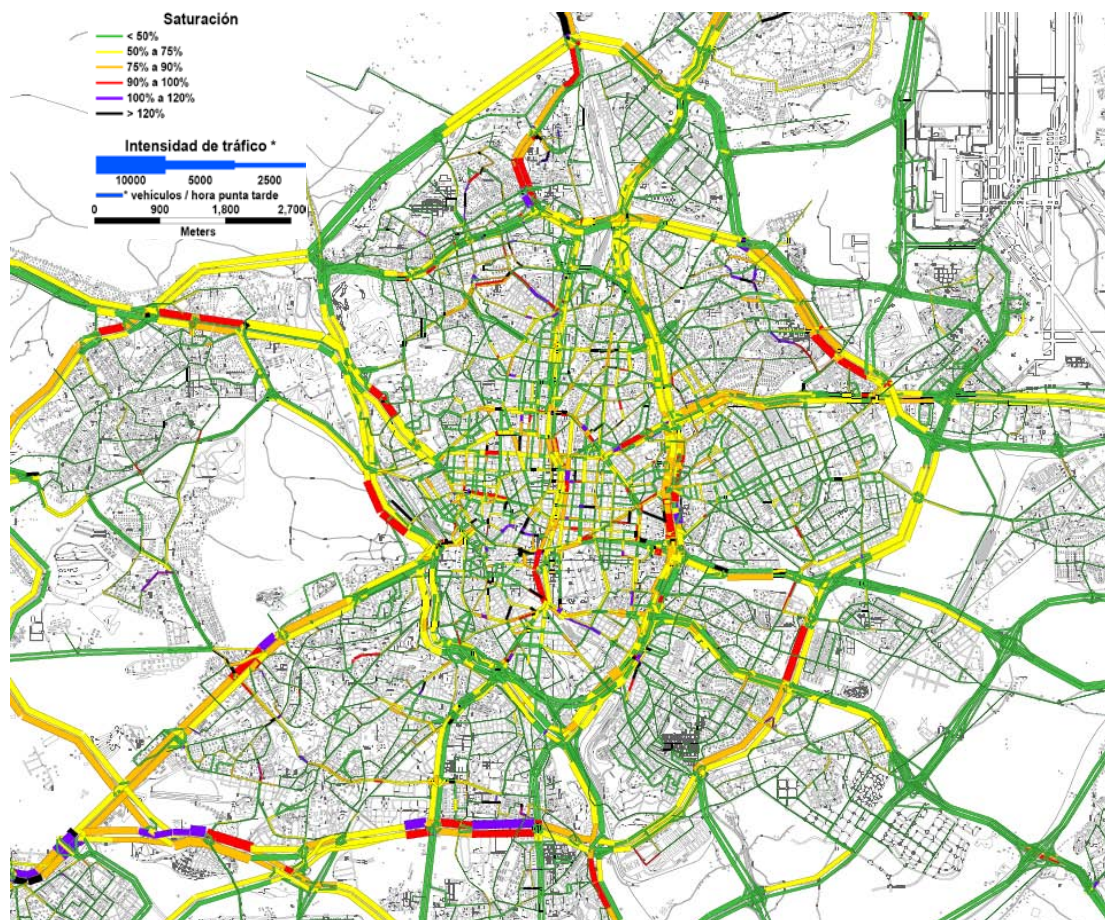 Saturación
< 50%
50% a 75%
75% a 90%
90% a 100%
100% a 120%
> 120%
Intensidad de tráfico *
10000 5000 2500
* vehiculos / hora punta tarde
0 900 1,800 2,700
Meters